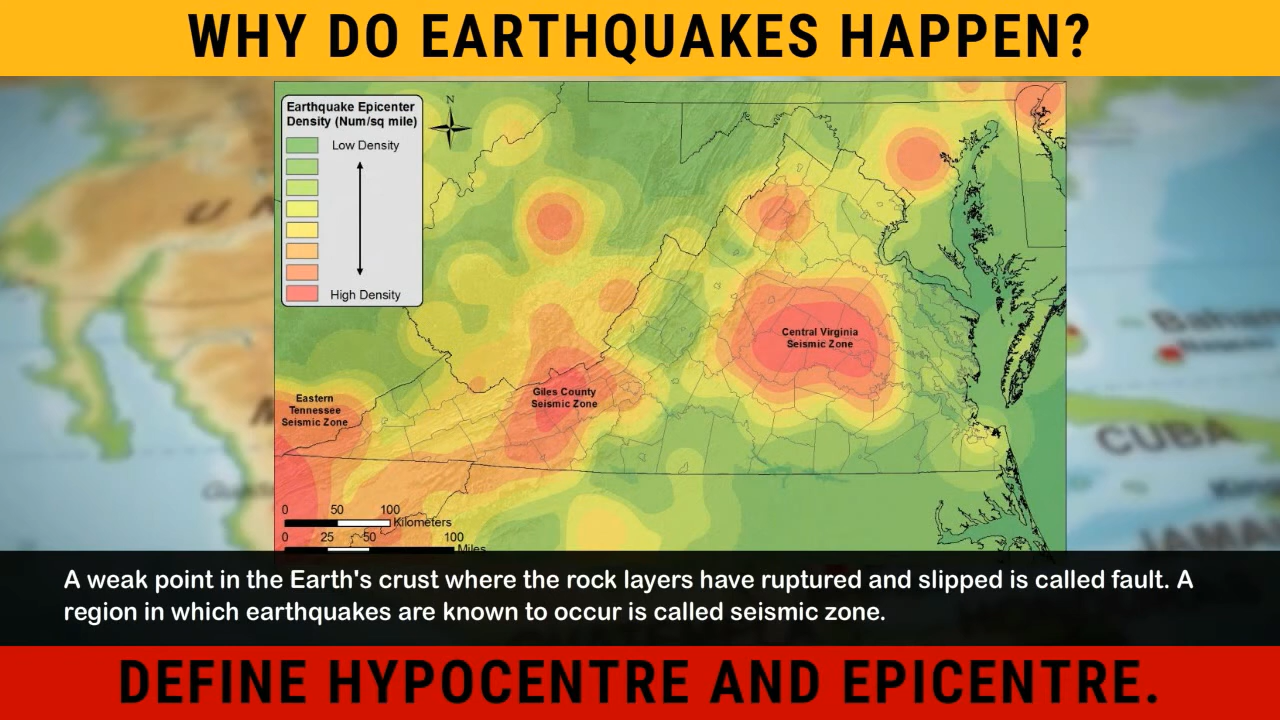 WHY DO EARTHQUAKES HAPPEN?
Earthquake Epicenter
Density (Num/sq mile)
Low Density
High Density
N
Central Virginia
Seismic Zone
Giles County
Seismic Zone
Eastern
Tennessee
Seismic Zone
0 50 100
Kilometers
0 25 50 100
Miles
CUBA
A weak point in the Earth's crust where the rock layers have ruptured and slipped is called fault. A
region in which earthquakes are known to occur is called seismic zone.
DEFINE HYPOCENTRE AND EPICENTRE.